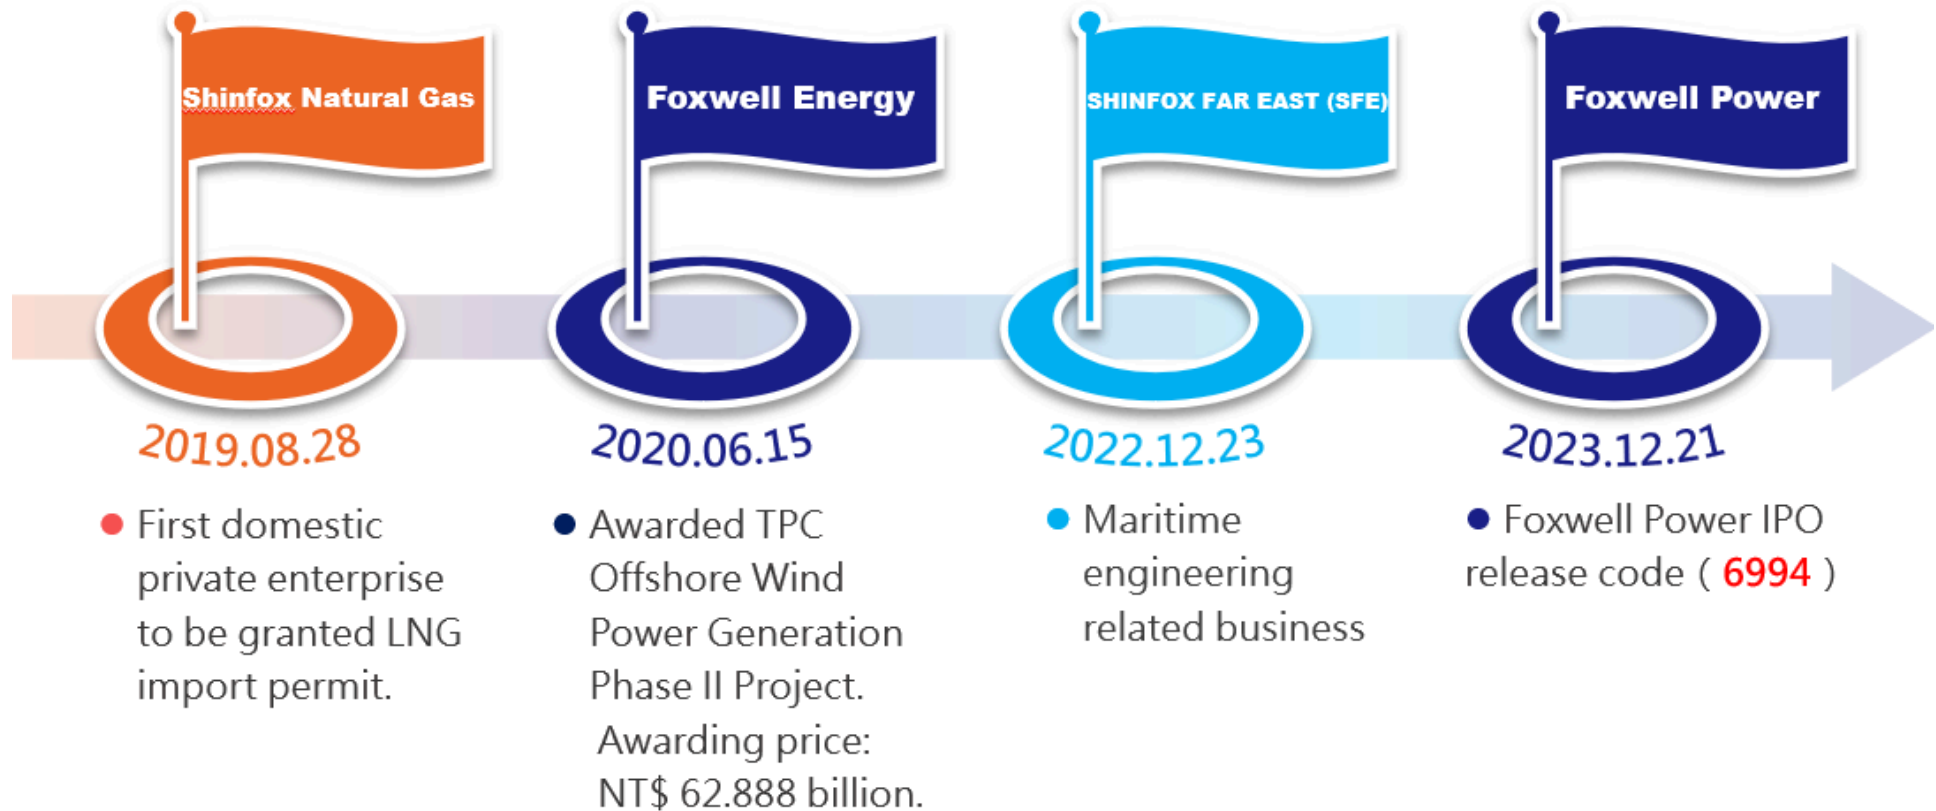 Shinfox Natural Gas
Foxwell Energy
SHINFOX FAR EAST (SFE)
Foxwell Power
2019.08.28
2020.06.15
2022.12.23
2023.12.21
First domestic
private enterprise
to be granted LNG
import permit.
Awarded TPC
Offshore Wind
Power Generation
Phase II Project.
Awarding price:
NT$ 62.888 billion.
Maritime
engineering
related business
Foxwell Power IPO
release code ( 6994 )